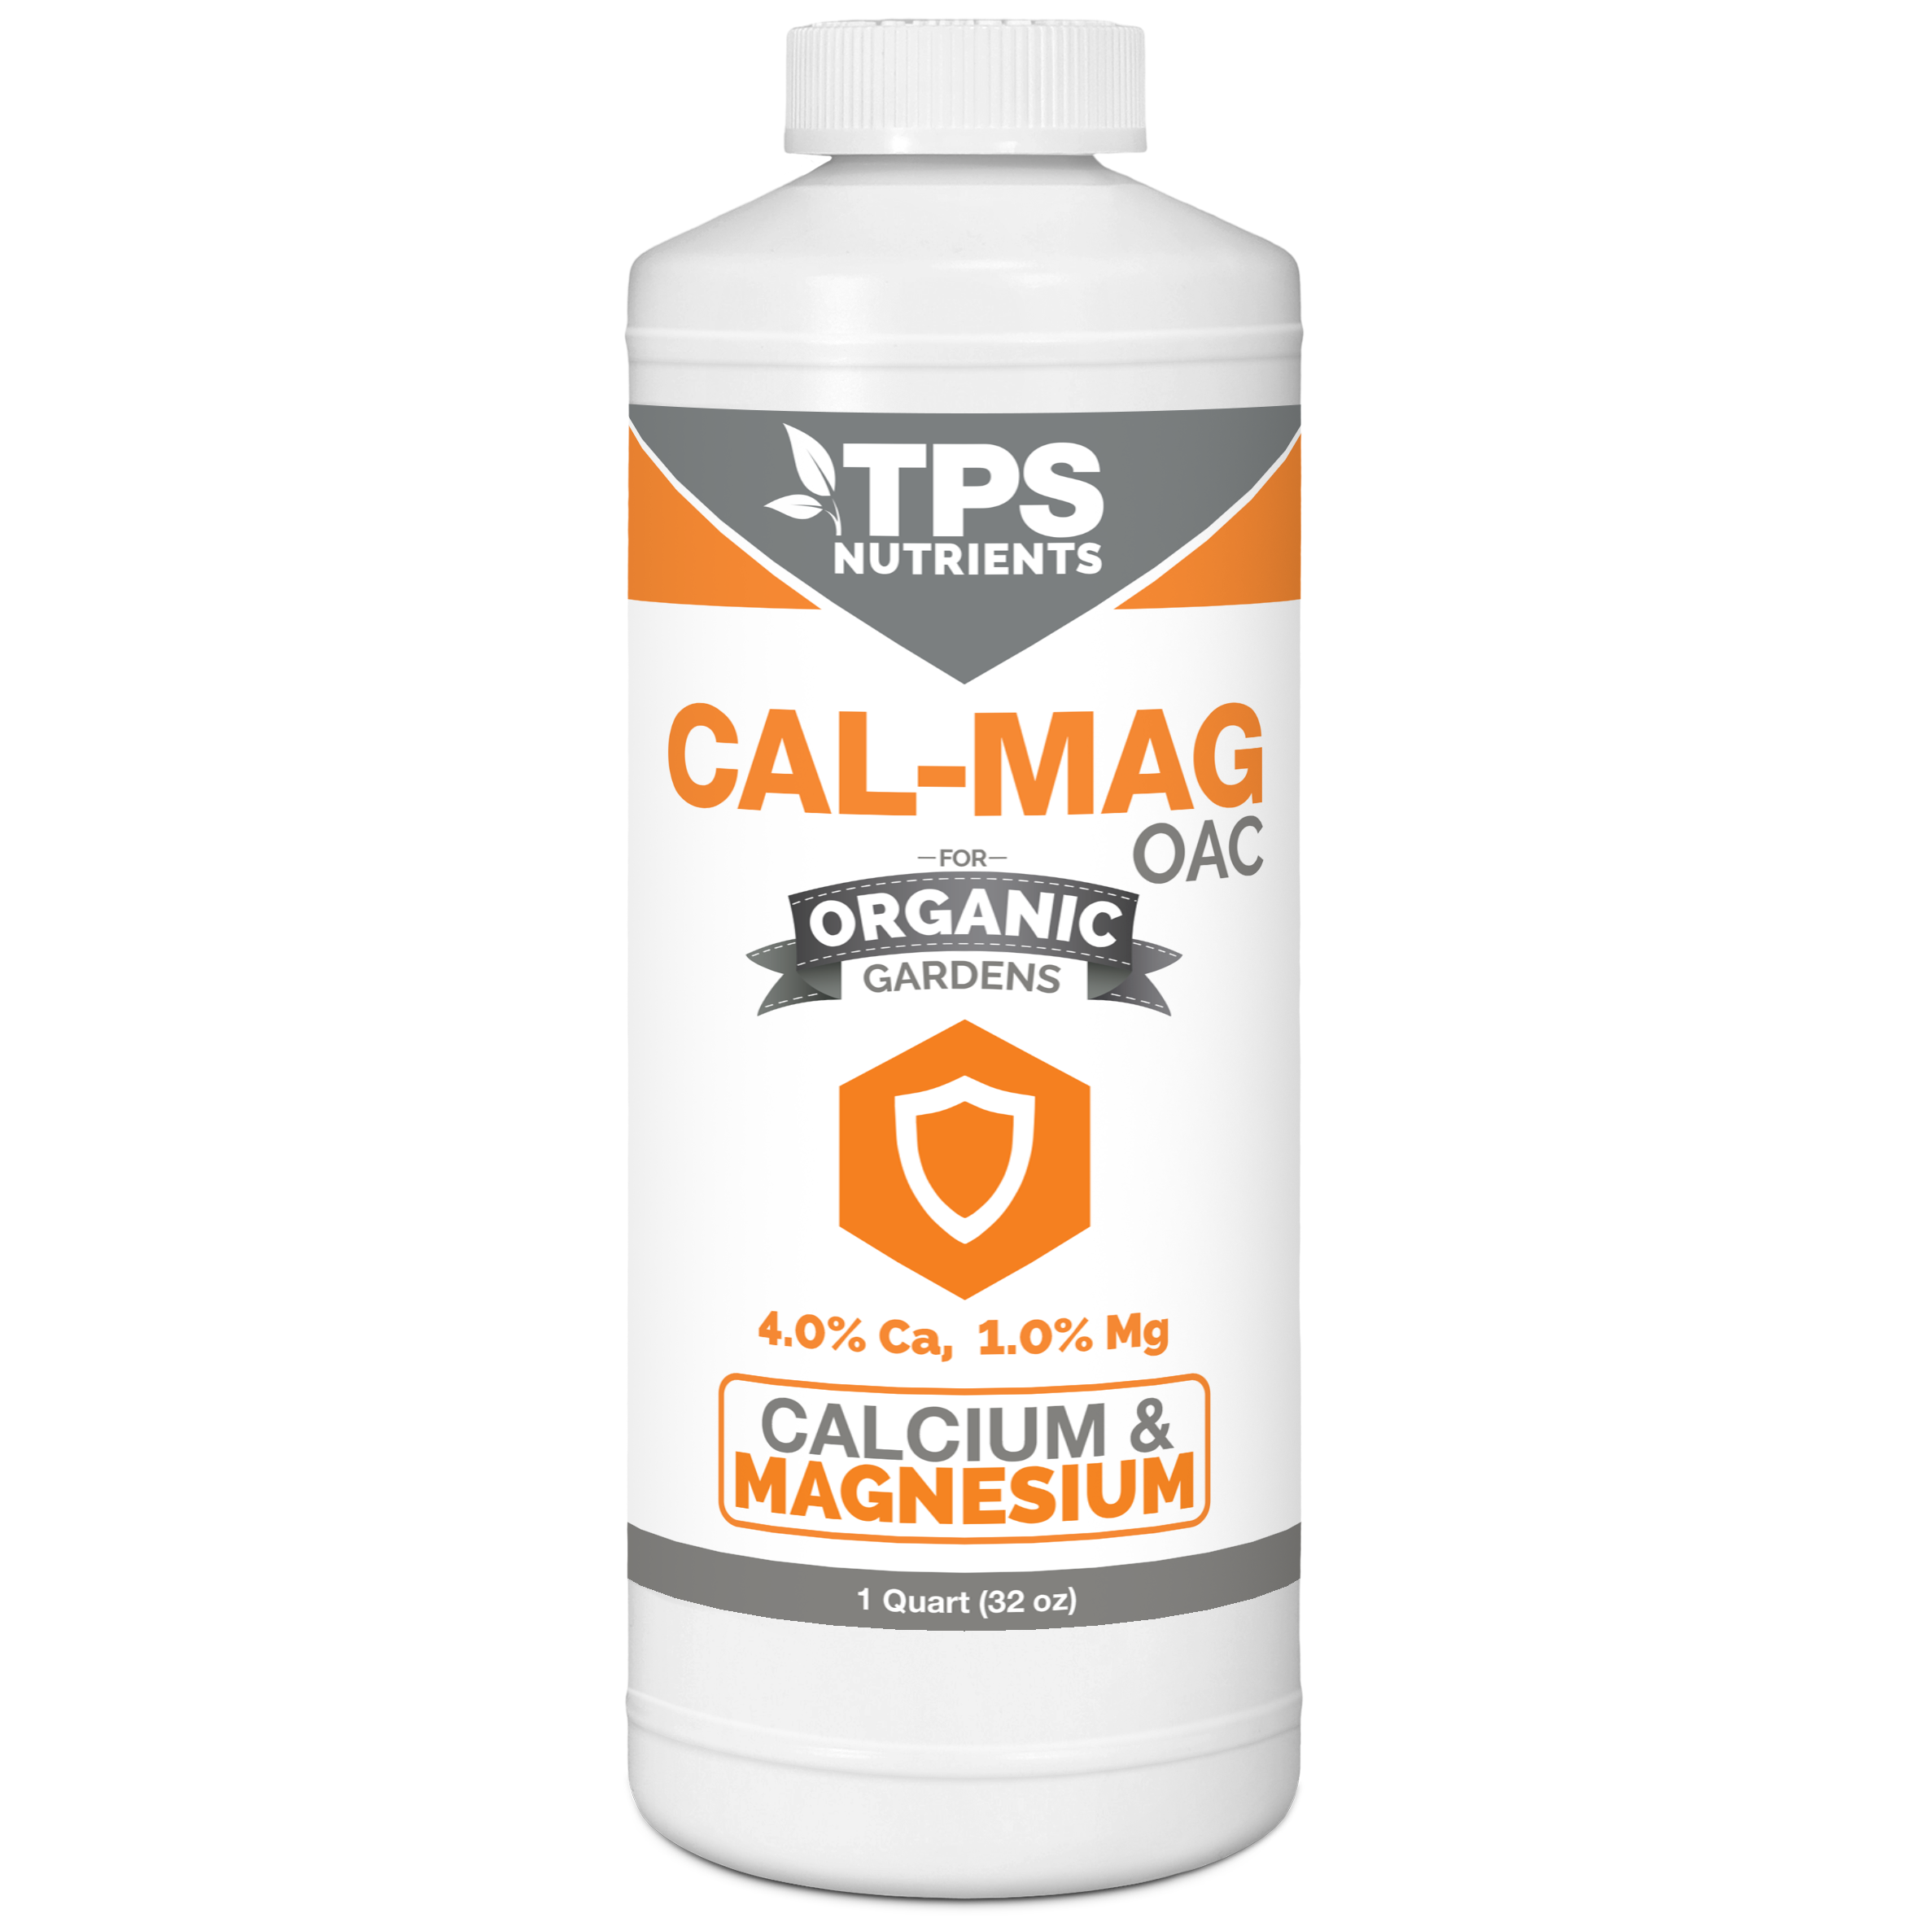 TPS
NUTRIENTS
CAL-MAG
OAC
FOR
ORGANIC
GARDENS
4.0% Ca, 1.0% Mg
CALCIUM &
MAGNESIUM
1 Quart (32 oz)